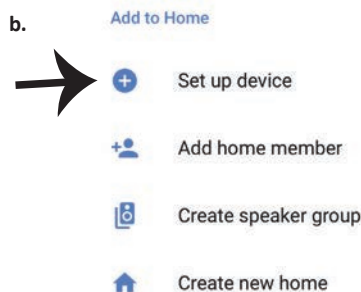 Add to Home
b.
Set up device
Add home member
Create speaker group
Create new home